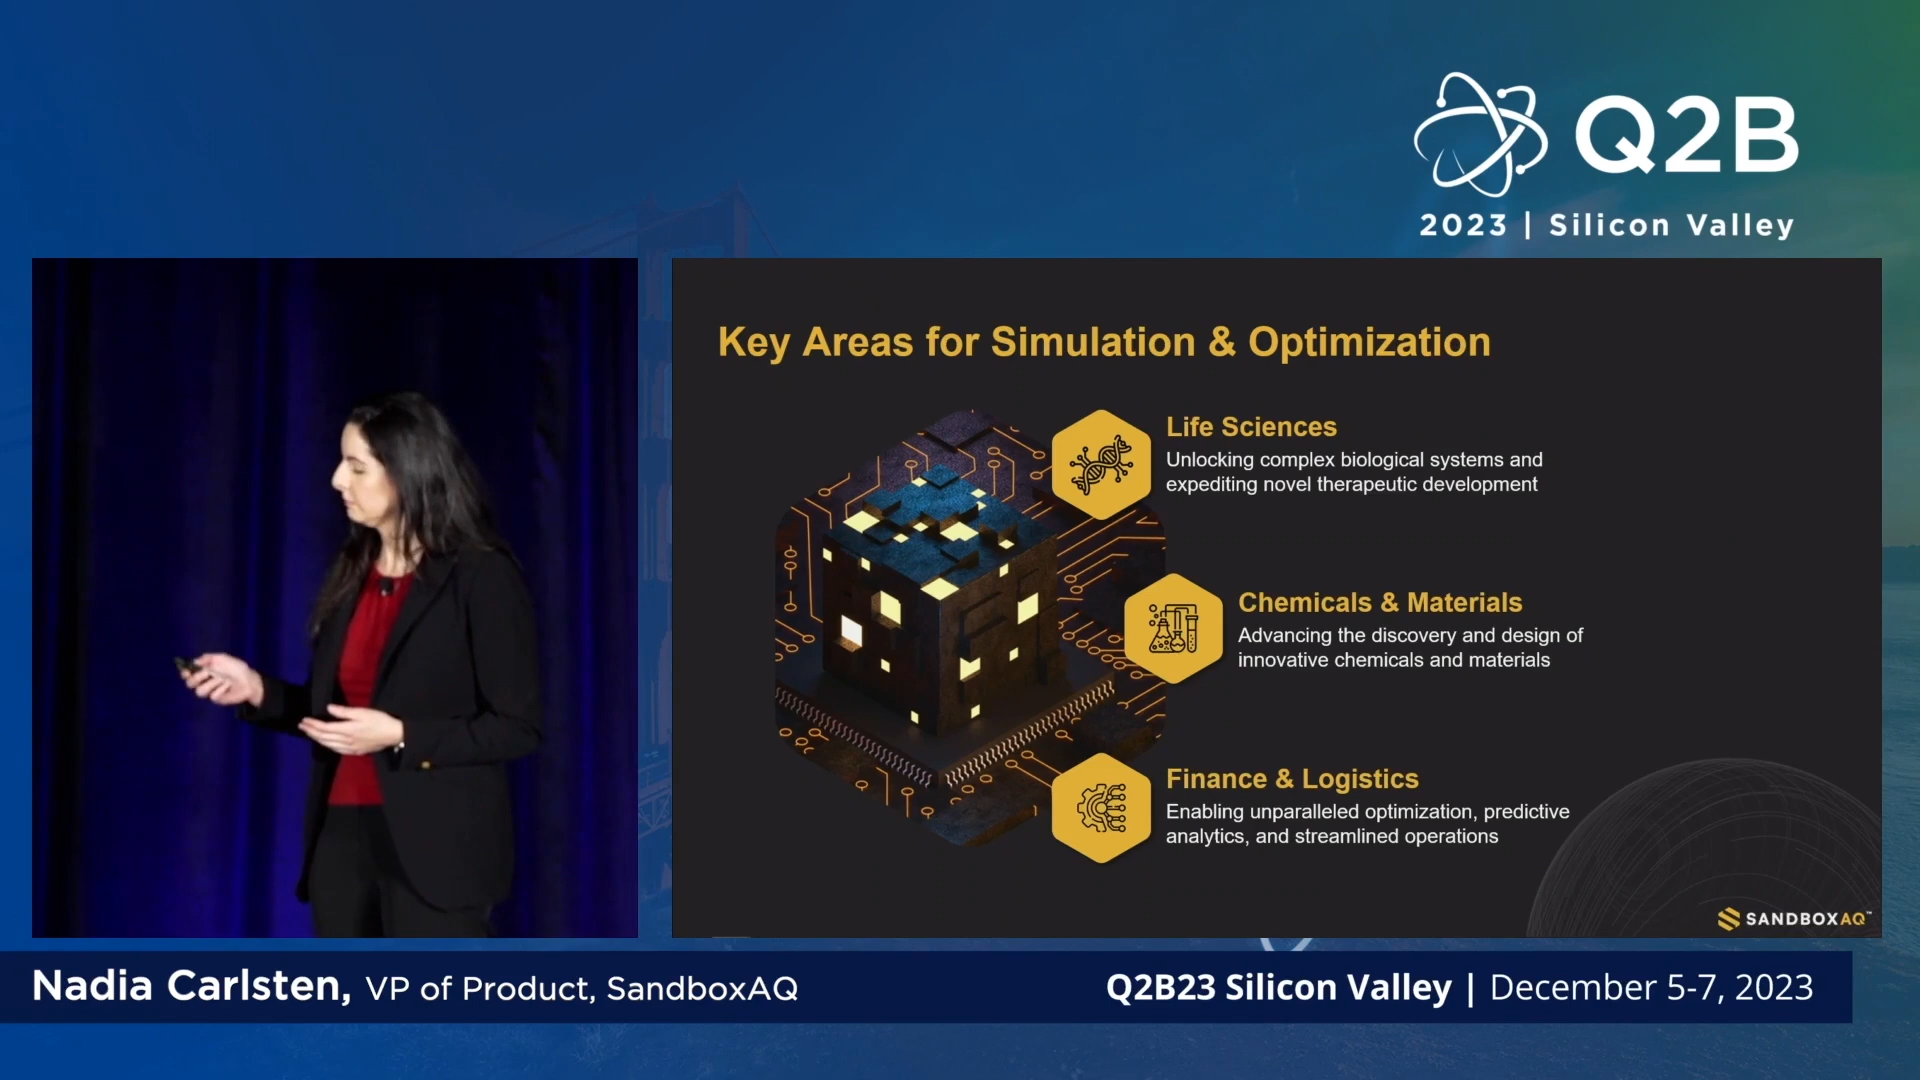 Q2B
2023 | Silicon Valley
Key Areas for Simulation & Optimization
Life Sciences
Unlocking complex biological systems and
expediting novel therapeutic development
Chemicals & Materials
Advancing the discovery and design of
innovative chemicals and materials
Finance & Logistics
Enabling unparalleled optimization, predictive
analytics, and streamlined operations
SANDBOXAQ™
Nadia Carlsten, VP of Product, SandboxAQ
Q2B23 Silicon Valley | December 5-7, 2023